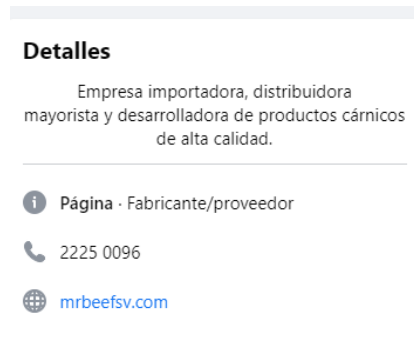 Detalles
Empresa importadora, distribuidora
mayorista y desarrolladora de productos cárnicos
de alta calidad.
Página · Fabricante/proveedor
2225 0096
mrbeefsv.com